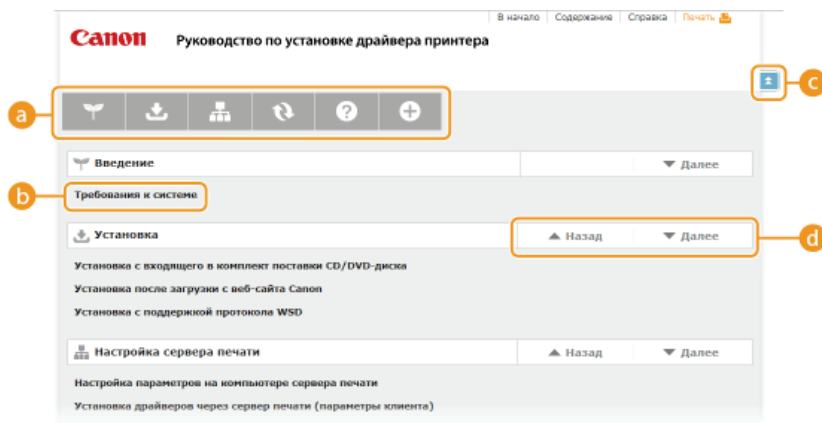 В начало Содержание Справка Печать
Canon Руководство по установке драйвера принтера
c
a
Введение Далее
b Требования к системе
Установка Назад Далее d
Установка с входящего в комплект поставки CD/DVD-диска
Установка после загрузки с веб-сайта Canon
Установка с поддержкой протокола WSD
Настройка сервера печати Назад Далее
Настройка параметров на компьютере сервера печати
Установка драйверов через сервер печати (параметры клиента)